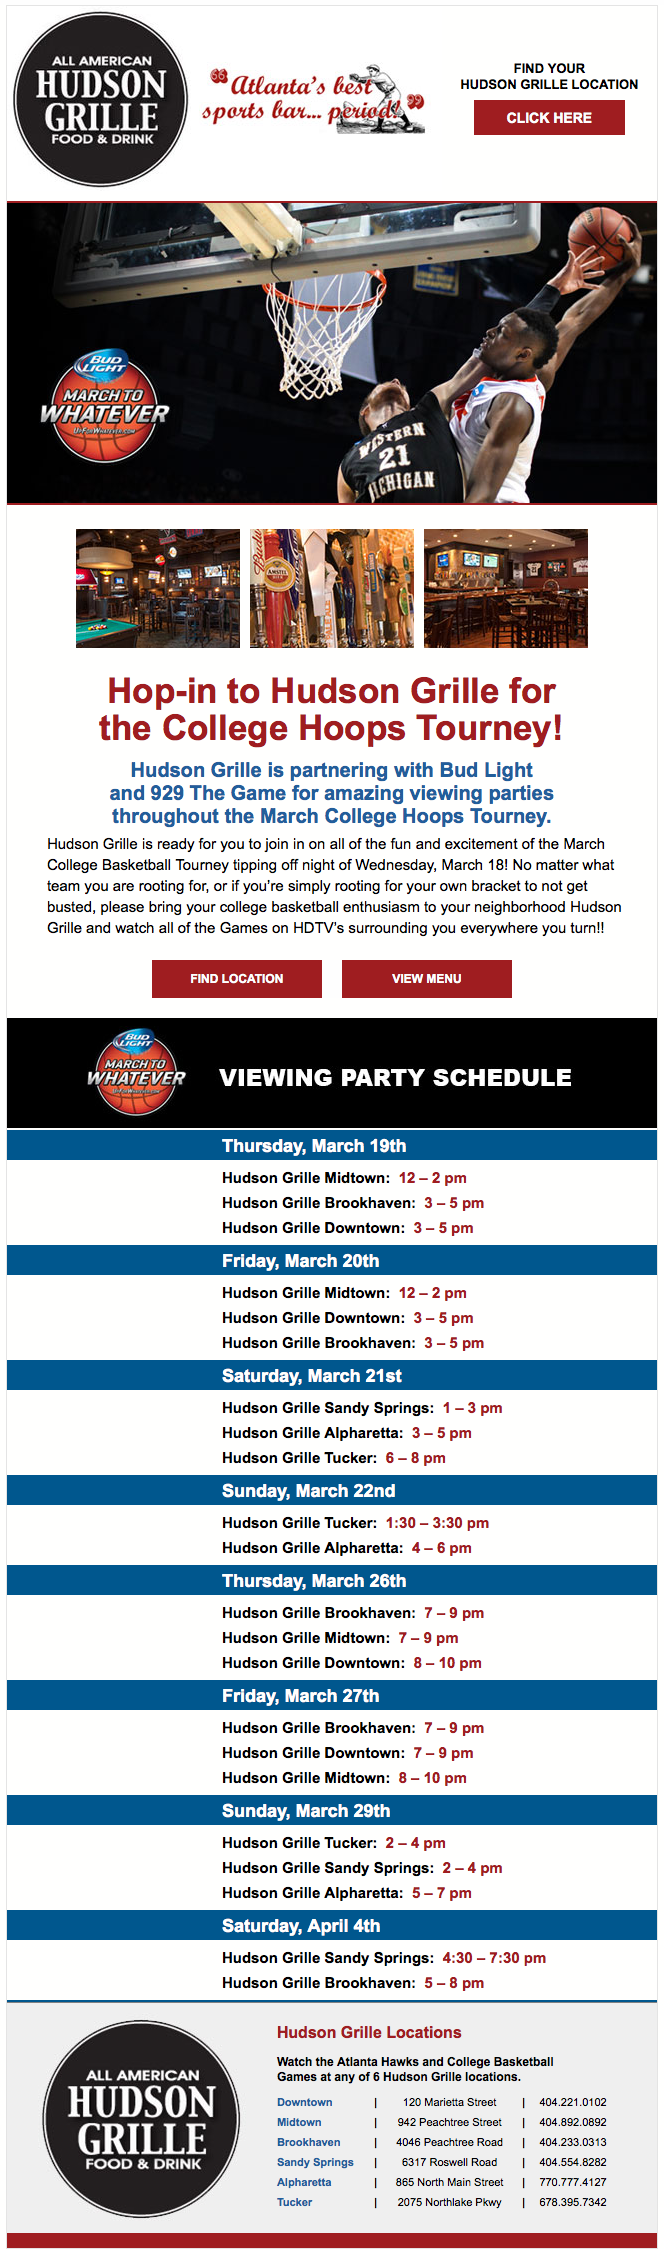 ALL AMERICAN
HUDSON
GRILLE
FOOD & DRINK
“Atlanta's best
sports bar... period!”
FIND YOUR
HUDSON GRILLE LOCATION
CLICK HERE
BUD
LIGHT
MARCH TO
WHATEVER
UPFORWHATEVER.COM
WESTERN
21
MICHIGAN
AMSTEL
Hop-in to Hudson Grille for
the College Hoops Tourney!
Hudson Grille is partnering with Bud Light
and 929 The Game for amazing viewing parties
throughout the March College Hoops Tourney.
Hudson Grille is ready for you to join in on all of the fun and excitement of the March
College Basketball Tourney tipping off night of Wednesday, March 18! No matter what
team you are rooting for, or if you're simply rooting for your own bracket to not get
busted, please bring your college basketball enthusiasm to your neighborhood Hudson
Grille and watch all of the Games on HDTV's surrounding you everywhere you turn!!
FIND LOCATION
VIEW MENU
BUD
LIGHT
MARCH TO
WHATEVER
UPFORWHATEVER.COM
VIEWING PARTY SCHEDULE
Thursday, March 19th
Hudson Grille Midtown: 12 – 2 pm
Hudson Grille Brookhaven: 3 – 5 pm
Hudson Grille Downtown: 3 – 5 pm
Friday, March 20th
Hudson Grille Midtown: 12 – 2 pm
Hudson Grille Downtown: 3 – 5 pm
Hudson Grille Brookhaven: 3 – 5 pm
Saturday, March 21st
Hudson Grille Sandy Springs: 1 – 3 pm
Hudson Grille Alpharetta: 3 – 5 pm
Hudson Grille Tucker: 6 – 8 pm
Sunday, March 22nd
Hudson Grille Tucker: 1:30 – 3:30 pm
Hudson Grille Alpharetta: 4 – 6 pm
Thursday, March 26th
Hudson Grille Brookhaven: 7 – 9 pm
Hudson Grille Midtown: 7 – 9 pm
Hudson Grille Downtown: 8 – 10 pm
Friday, March 27th
Hudson Grille Brookhaven: 7 – 9 pm
Hudson Grille Downtown: 7 – 9 pm
Hudson Grille Midtown: 8 – 10 pm
Sunday, March 29th
Hudson Grille Tucker: 2 – 4 pm
Hudson Grille Sandy Springs: 2 – 4 pm
Hudson Grille Alpharetta: 5 – 7 pm
Saturday, April 4th
Hudson Grille Sandy Springs: 4:30 – 7:30 pm
Hudson Grille Brookhaven: 5 – 8 pm
ALL AMERICAN
HUDSON
GRILLE
FOOD & DRINK
Hudson Grille Locations
Watch the Atlanta Hawks and College Basketball
Games at any of 6 Hudson Grille locations.
Downtown | 120 Marietta Street | 404.221.0102
Midtown | 942 Peachtree Street | 404.892.0892
Brookhaven | 4046 Peachtree Road | 404.233.0313
Sandy Springs | 6317 Roswell Road | 404.554.8282
Alpharetta | 865 North Main Street | 770.777.4127
Tucker | 2075 Northlake Pkwy | 678.395.7342